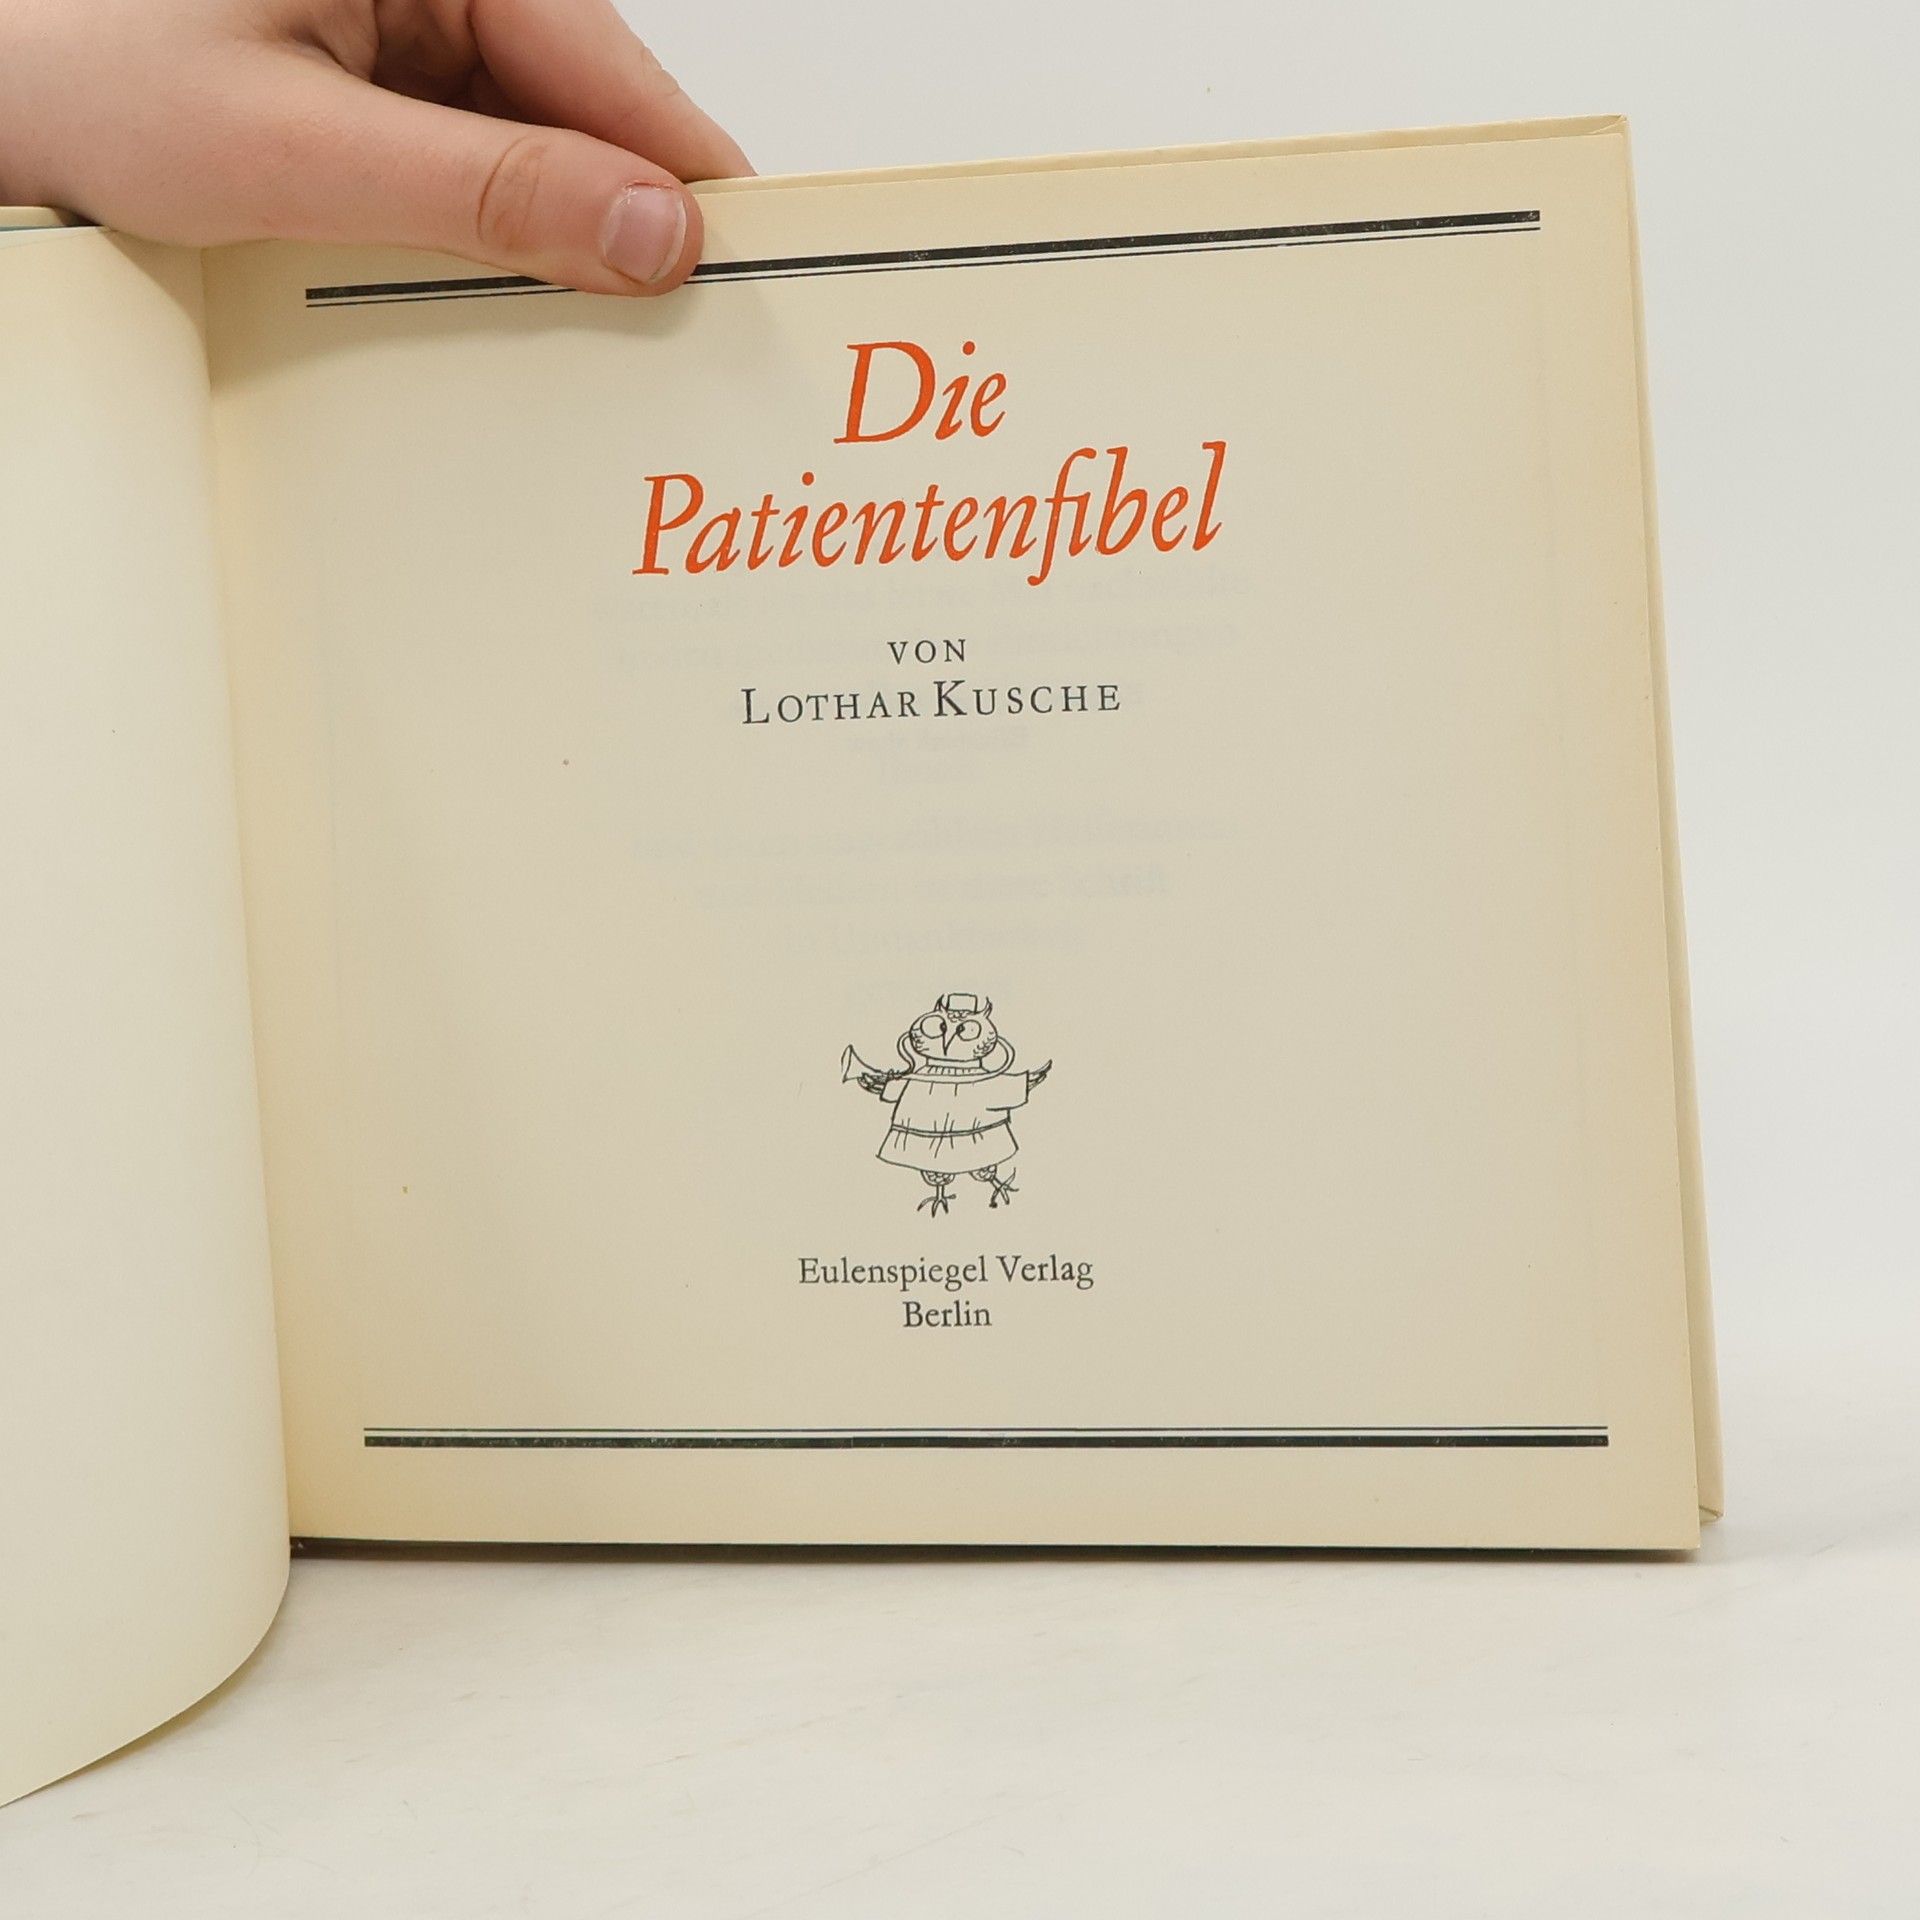 Die
Patientenfibel
VON
LOTHAR KUSCHE
Eulenspiegel Verlag
Berlin